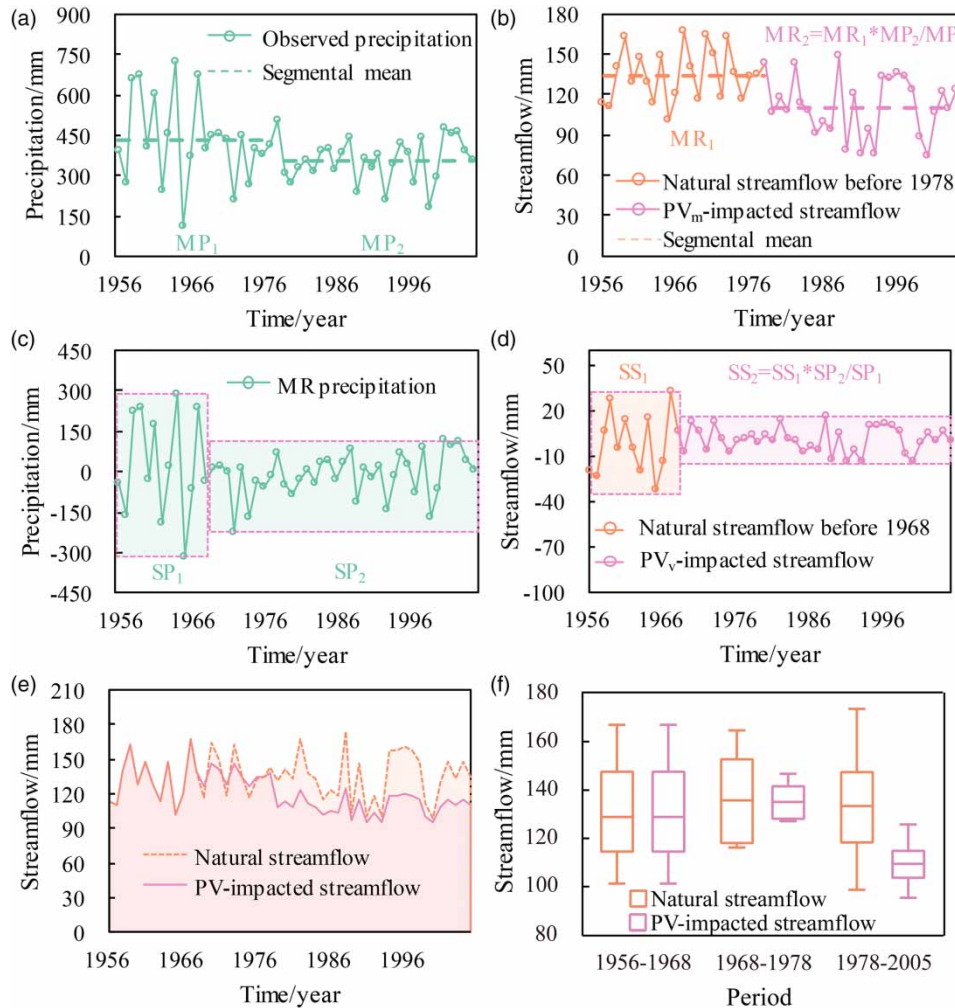 (a)
900
750
600
450
300
150
0
Precipitation/mm
Observed precipitation
Segmental mean
MP₁
MP₂
1956 1966 1976 1986 1996
Time/year
(b)
180
150
120
90
60
30
0
Streamflow/mm
MR₂=MR₁*MP₂/MP
MR₁
Natural streamflow before 1978
PVₘ-impacted streamflow
Segmental mean
1956 1966 1976 1986 1996
Time/year
(c)
450
300
150
0
-150
-300
-450
Precipitation/mm
MR precipitation
SP₁
SP₂
1956 1966 1976 1986 1996
Time/year
(d)
50
20
-10
-40
-70
-100
Streamflow/mm
SS₁
SS₂=SS₁*SP₂/SP₁
Natural streamflow before 1968
PVᵥ-impacted streamflow
1956 1966 1976 1986 1996
Time/year
(e)
210
180
150
120
90
60
30
0
Streamflow/mm
Natural streamflow
PV-impacted streamflow
1956 1966 1976 1986 1996
Time/year
(f)
180
160
140
120
100
80
Streamflow/mm
Natural streamflow
PV-impacted streamflow
1956-1968 1968-1978 1978-2005
Period